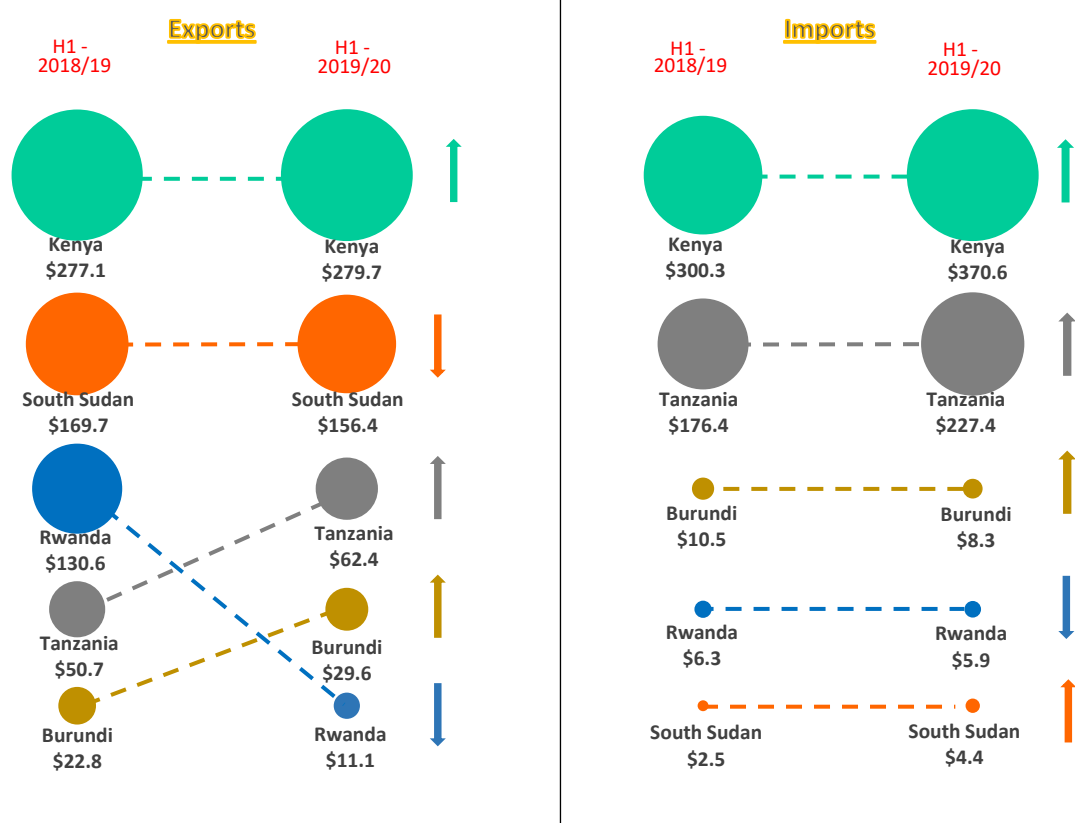 Exports
H1 -
2018/19
H1 -
2019/20
Kenya
$277.1
Kenya
$279.7
South Sudan
$169.7
South Sudan
$156.4
Rwanda
$130.6
Tanzania
$62.4
Tanzania
$50.7
Burundi
$29.6
Burundi
$22.8
Rwanda
$11.1
Imports
H1 -
2018/19
H1 -
2019/20
Kenya
$300.3
Kenya
$370.6
Tanzania
$176.4
Tanzania
$227.4
Burundi
$10.5
Burundi
$8.3
Rwanda
$6.3
Rwanda
$5.9
South Sudan
$2.5
South Sudan
$4.4